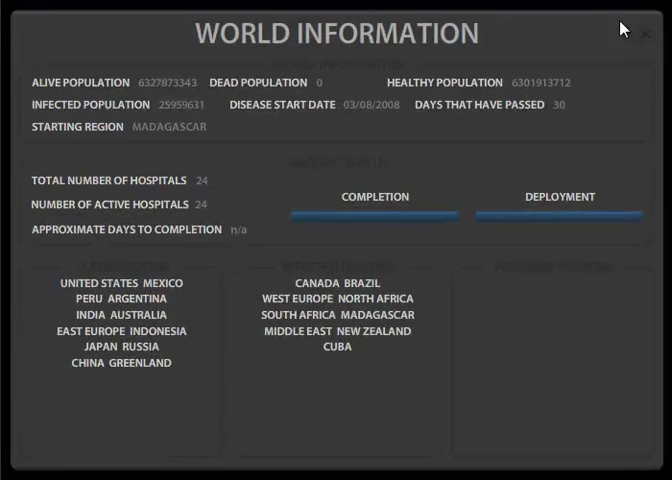 WORLD INFORMATION
ALIVE POPULATION 6327873343 DEAD POPULATION 0 HEALTHY POPULATION 6301913712
INFECTED POPULATION 25959631 DISEASE START DATE 03/08/2008 DAYS THAT HAVE PASSED 30
STARTING REGION MADAGASCAR
TOTAL NUMBER OF HOSPITALS 24
COMPLETION DEPLOYMENT
NUMBER OF ACTIVE HOSPITALS 24
APPROXIMATE DAYS TO COMPLETION n/a
UNITED STATES MEXICO
PERU ARGENTINA
INDIA AUSTRALIA
EAST EUROPE INDONESIA
JAPAN RUSSIA
CHINA GREENLAND
CANADA BRAZIL
WEST EUROPE NORTH AFRICA
SOUTH AFRICA MADAGASCAR
MIDDLE EAST NEW ZEALAND
CUBA